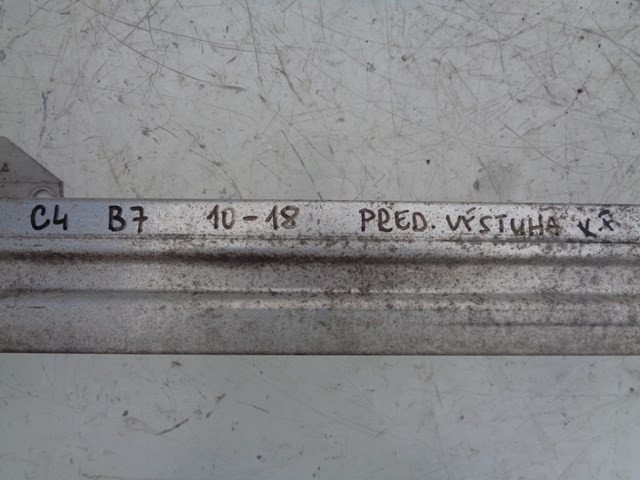 C4 B7 10-18 PRED. VÝSTUHA